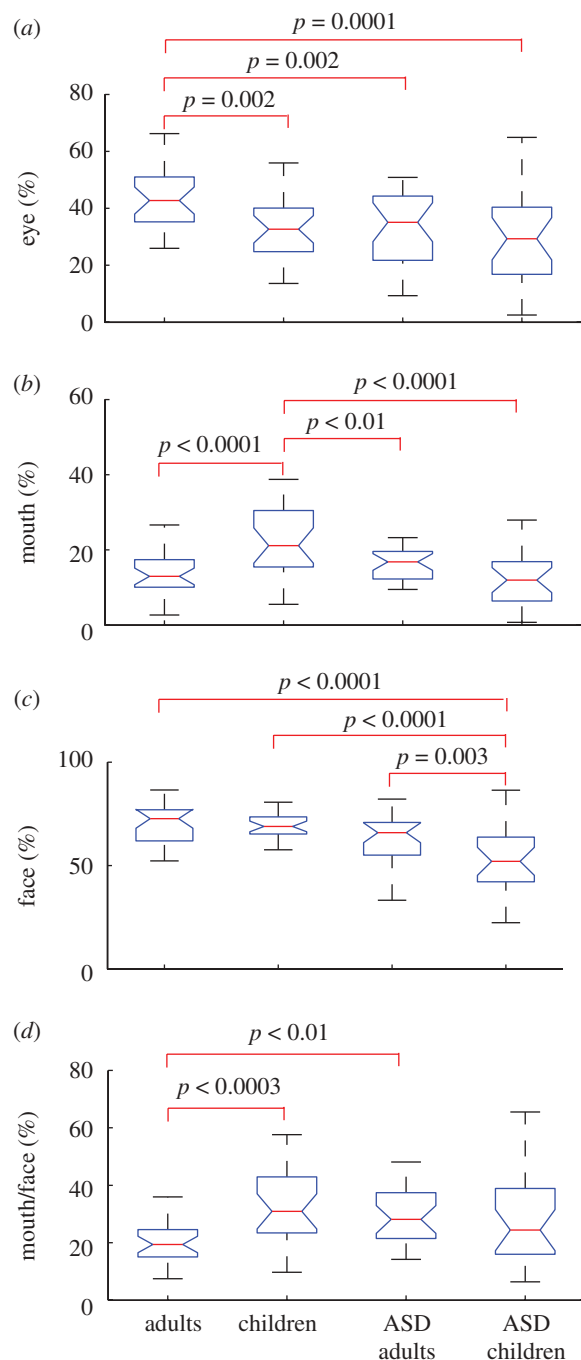 (a)
p = 0.0001
p = 0.002
p = 0.002
80
60
40
20
0
eye (%)
(b)
p < 0.0001
p < 0.01
p < 0.0001
60
40
20
0
mouth (%)
(c)
p < 0.0001
p < 0.0001
p = 0.003
100
50
0
face (%)
(d)
p < 0.01
p < 0.0003
80
60
40
20
0
mouth/face (%)
adults children ASD adults ASD children